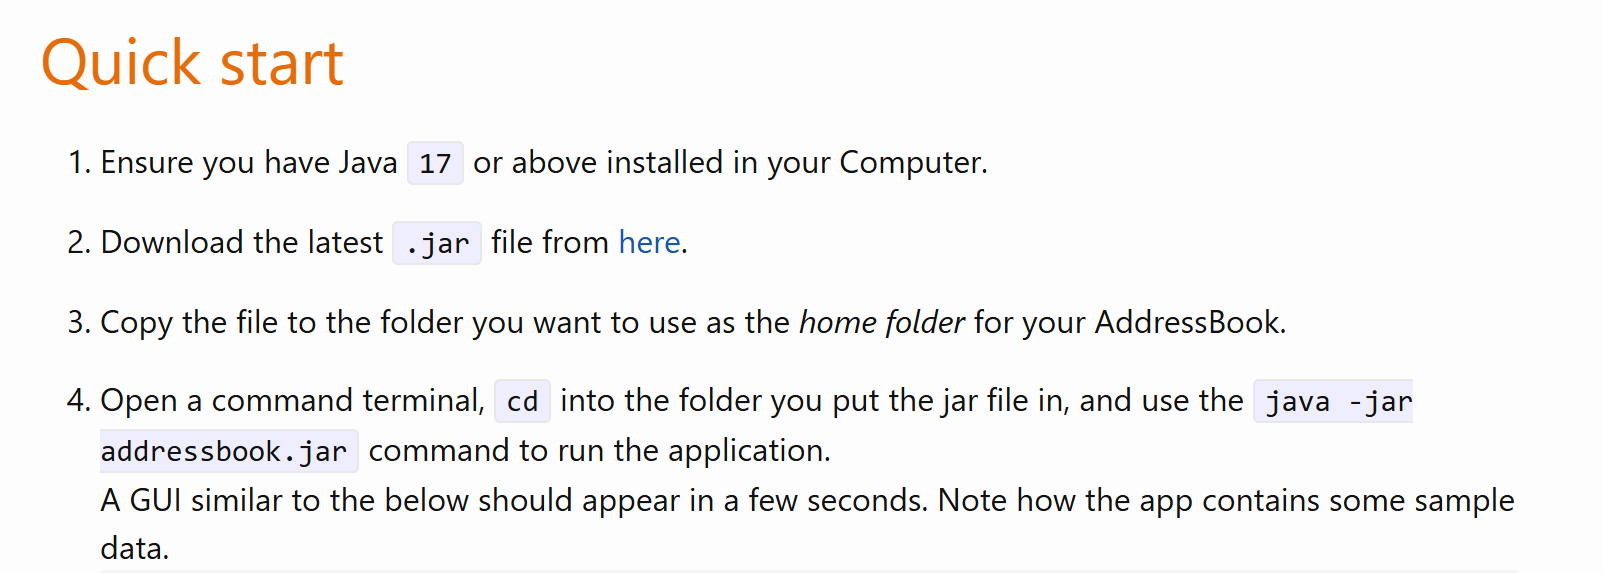 Quick start
1. Ensure you have Java 17 or above installed in your Computer.
2. Download the latest .jar file from here.
3. Copy the file to the folder you want to use as the home folder for your AddressBook.
4. Open a command terminal, cd into the folder you put the jar file in, and use the java -jar
addressbook.jar command to run the application.
A GUI similar to the below should appear in a few seconds. Note how the app contains some sample
data.